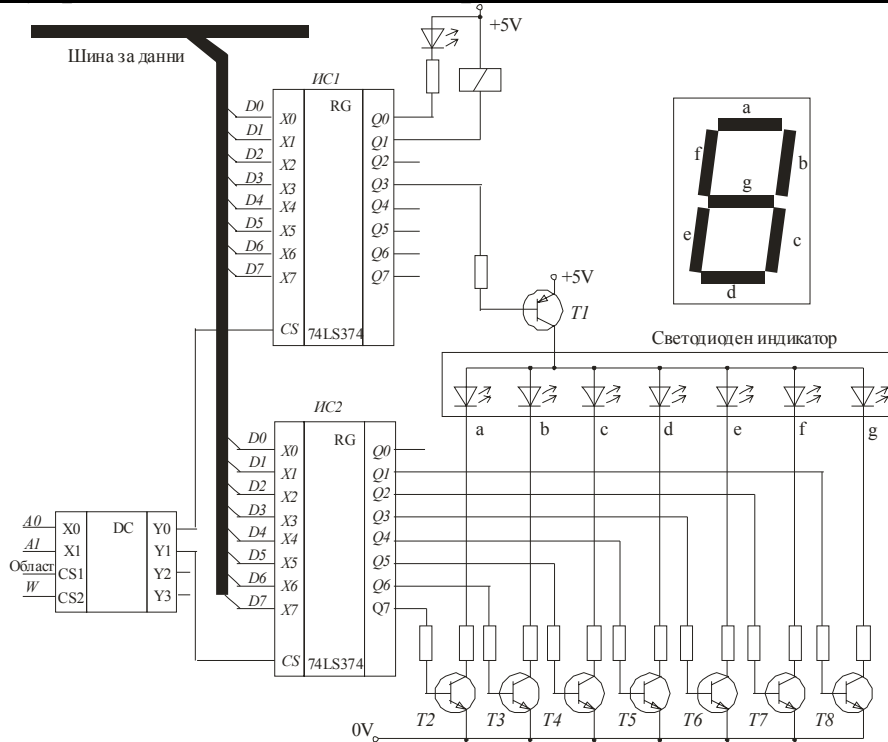 +5V
Шина за данни
ИС1
RG
D0 X0 Q0
D1 X1 Q1
D2 X2 Q2
D3 X3 Q3
D4 X4 Q4
D5 X5 Q5
D6 X6 Q6
D7 X7 Q7
CS 74LS374
a
f b
g
e c
d
+5V
T1
Светодиоден индикатор
a b c d e f g
ИС2
RG
D0 X0 Q0
D1 X1 Q1
D2 X2 Q2
D3 X3 Q3
D4 X4 Q4
D5 X5 Q5
D6 X6 Q6
D7 X7 Q7
CS 74LS374
A0 X0 DC Y0
A1 X1 Y1
Област CS1 Y2
W CS2 Y3
T2 T3 T4 T5 T6 T7 T8
0V